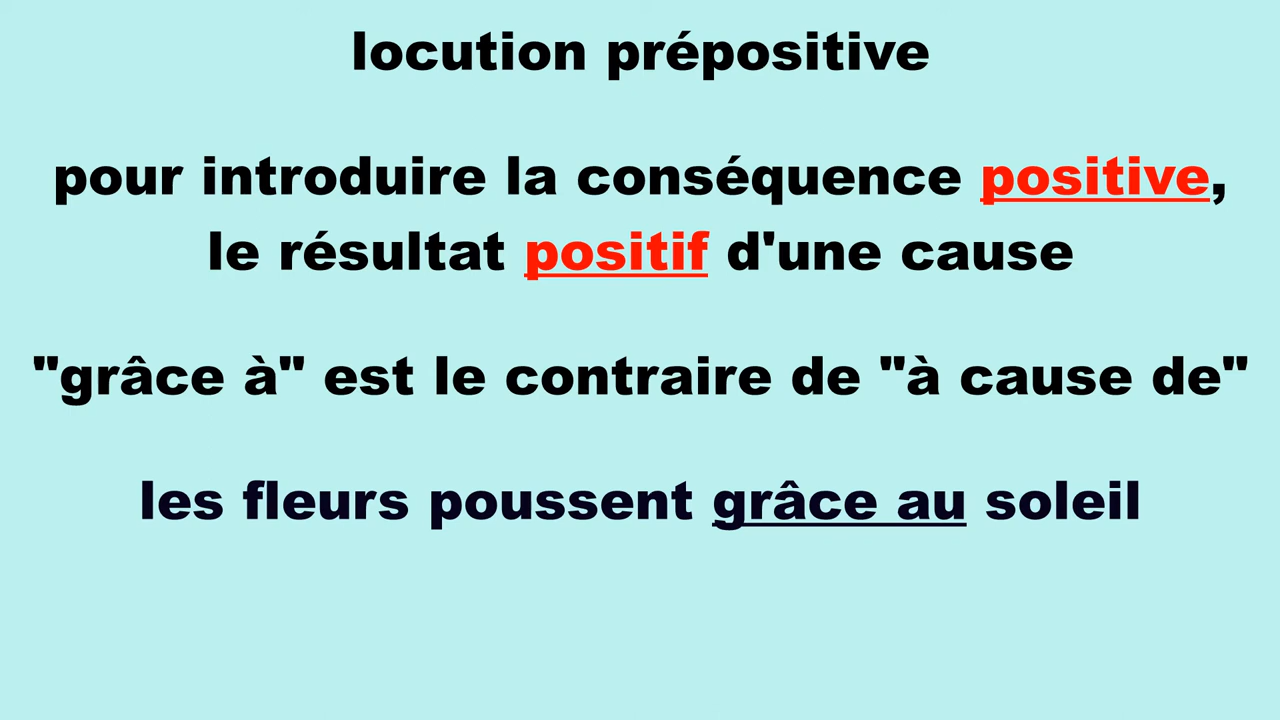 locution prépositive
pour introduire la conséquence positive,
le résultat positif d'une cause
"grâce à" est le contraire de "à cause de"
les fleurs poussent grâce au soleil